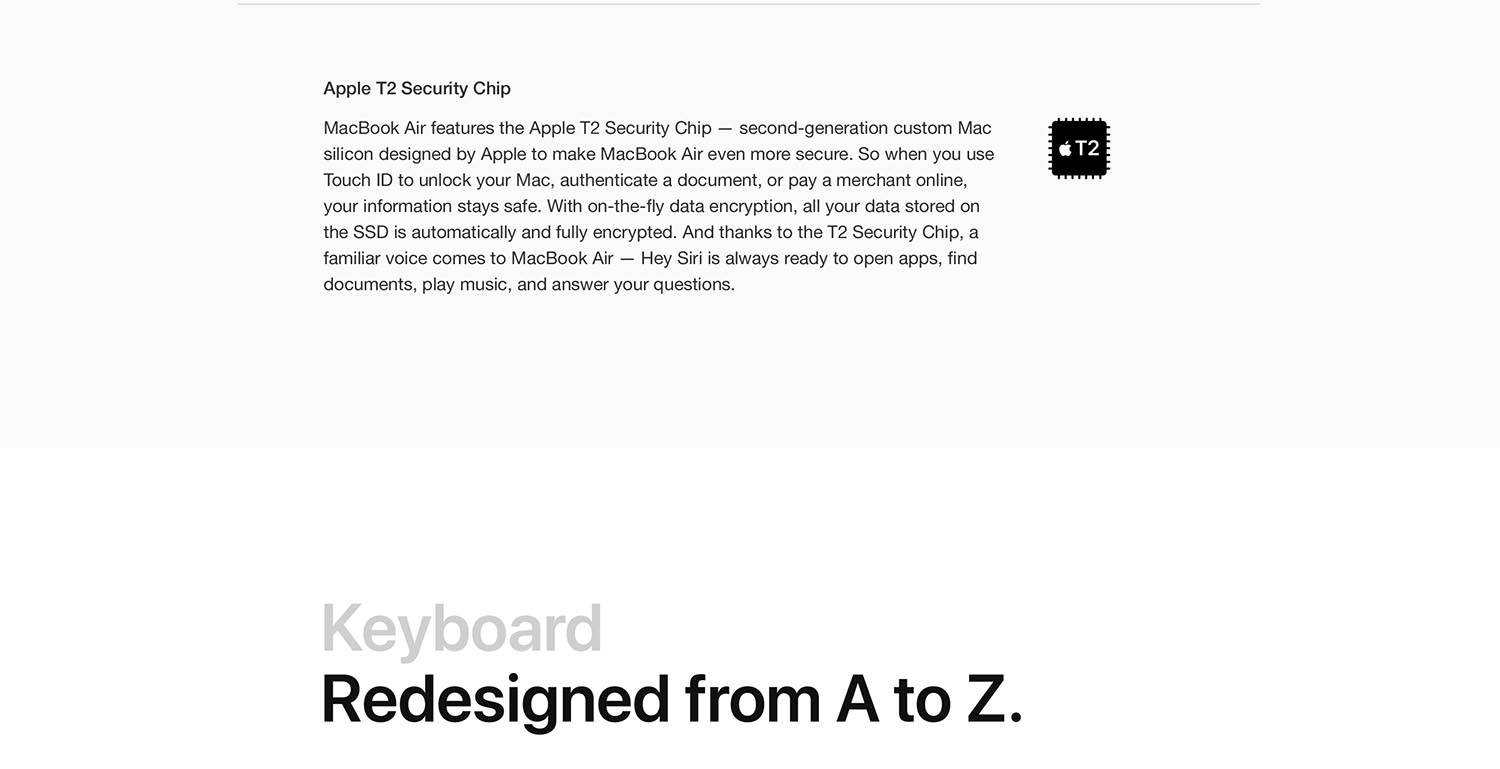 Apple T2 Security Chip
MacBook Air features the Apple T2 Security Chip — second-generation custom Mac
silicon designed by Apple to make MacBook Air even more secure. So when you use
Touch ID to unlock your Mac, authenticate a document, or pay a merchant online,
your information stays safe. With on-the-fly data encryption, all your data stored on
the SSD is automatically and fully encrypted. And thanks to the T2 Security Chip, a
familiar voice comes to MacBook Air — Hey Siri is always ready to open apps, find
documents, play music, and answer your questions.
T2
Keyboard
Redesigned from A to Z.